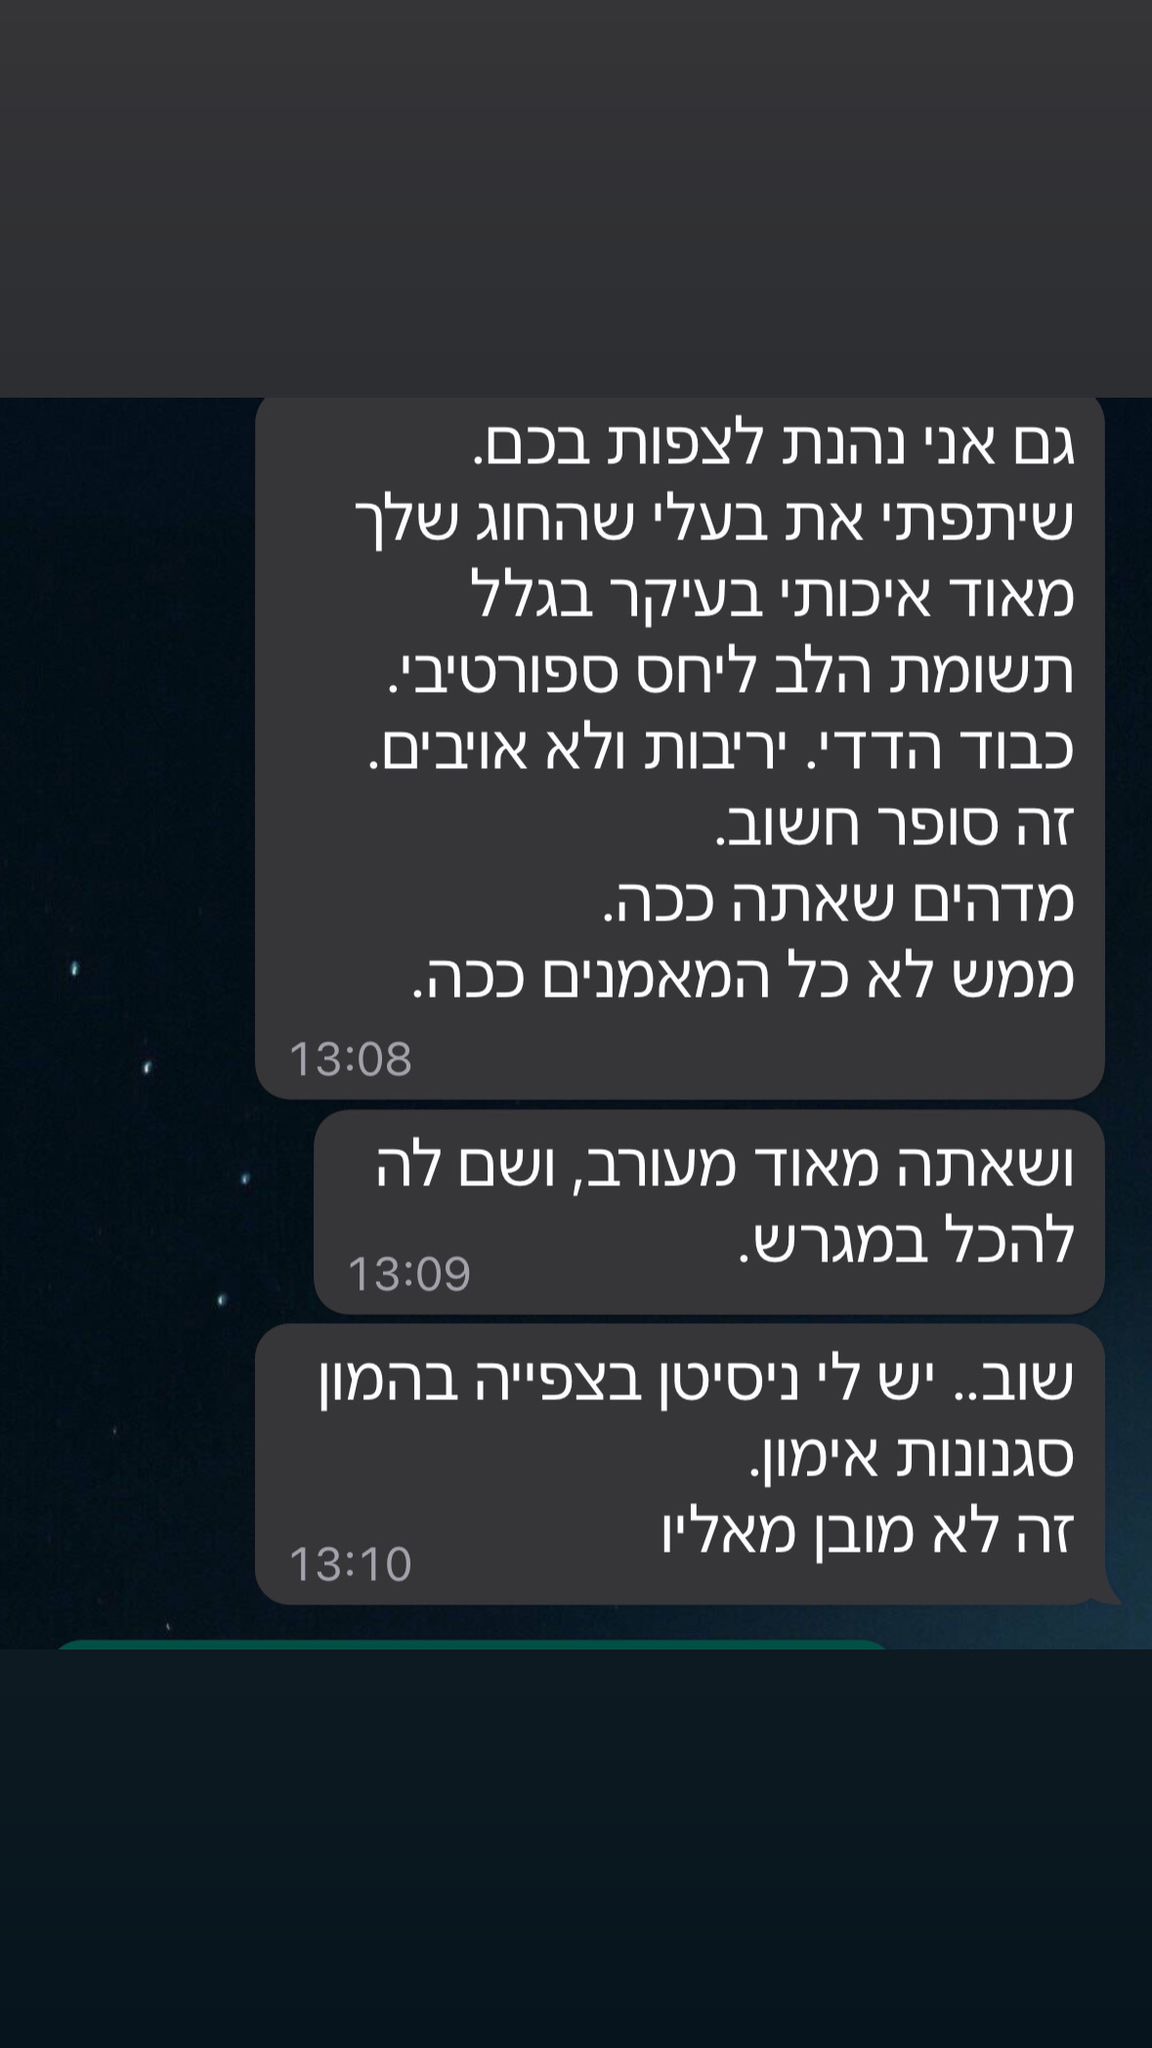 גם אני נהנת לצפות בכם.
שיתפתי את בעלי שהחוג שלך
מאוד איכותי בעיקר בגלל
תשומת הלב ליחס ספורטיבי.
כבוד הדדי. יריבות ולא אויבים.
זה סופר חשוב.
מדהים שאתה ככה.
ממש לא כל המאמנים ככה.
13:08
ושאתה מאוד מעורב, ושם לה
להכל במגרש.
13:09
שוב.. יש לי ניסיטן בצפייה בהמון
סגנונות אימון.
זה לא מובן מאליו
13:10